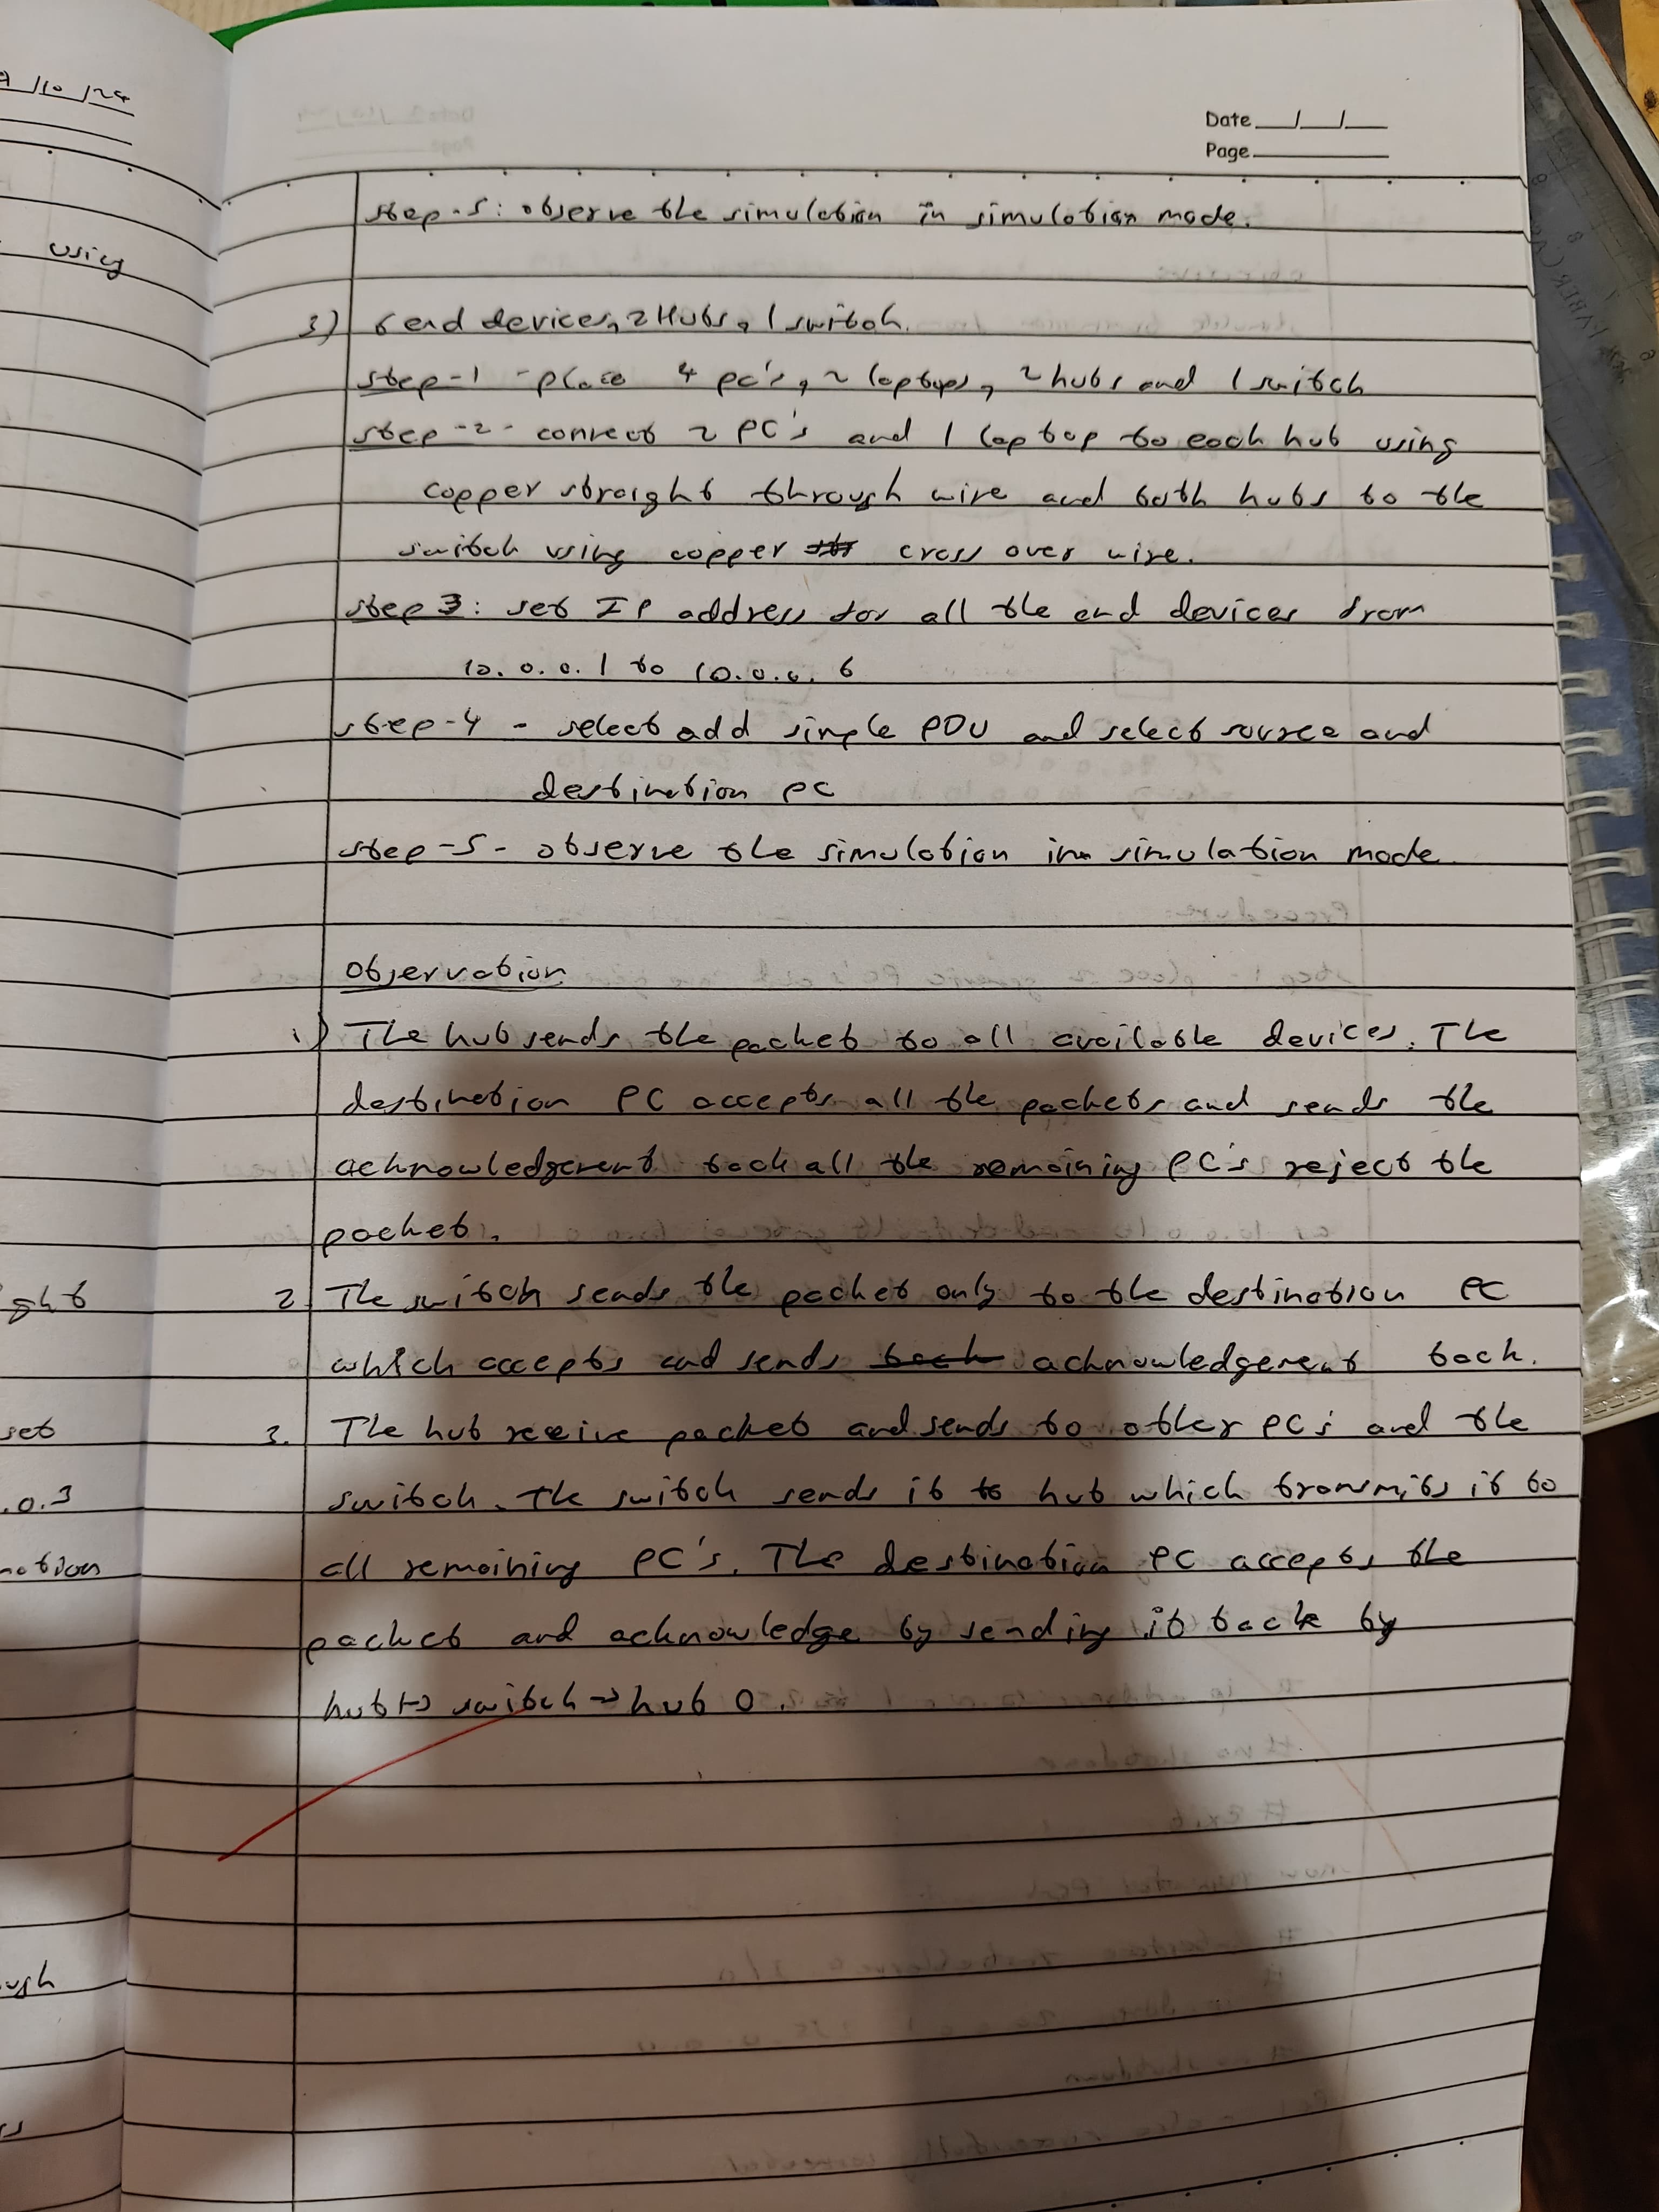 9/10/24
using
ght
set
.0.3
nation
ough
Date
Page
step-5: observe the simulation in simulation mode.
3) 6 end devices, 2 Hubs, 1 switch.
step-1 - place 4 pc's, 2 laptops, 2 hubs and 1 switch
step-2- connect 2 PC's and 1 laptop to each hub using
copper straight through wire and both hubs to the
switch using copper cross over wire.
step 3: set IP address for all the end devices from
10.0.0.1 to 10.0.0.6
step-4 - select add simple PDU and select source and
destination pc
step-5- observe the simulation in simulation mode
Observation
1) The hub sends the packet to all available devices. The
destination PC accepts all the packets and sends the
acknowledgement back all the remaining PC's reject the
packet.
2 The switch sends the packet only to the destination PC
which accepts and sends back acknowledgement back.
3. The hub receive packet and sends to other PC's and the
switch. The switch sends it to hub which transmits it to
all remaining PC's. The destination PC accepts the
packet and acknowledge by sending it back by
hub1→ switch → hub 0.